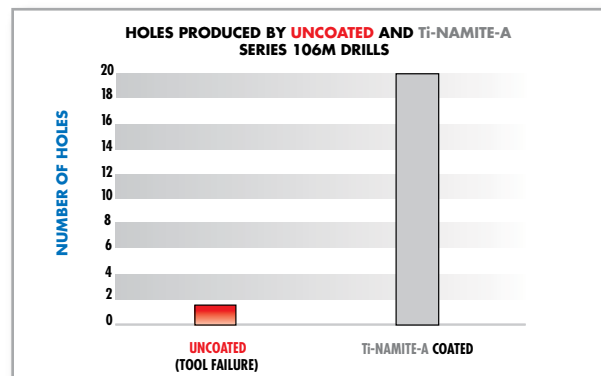 HOLES PRODUCED BY UNCOATED AND Ti-NAMITE-A
SERIES 106M DRILLS
NUMBER OF HOLES
20
18
16
14
12
10
8
6
4
2
0
UNCOATED
(TOOL FAILURE)
Ti-NAMITE-A COATED